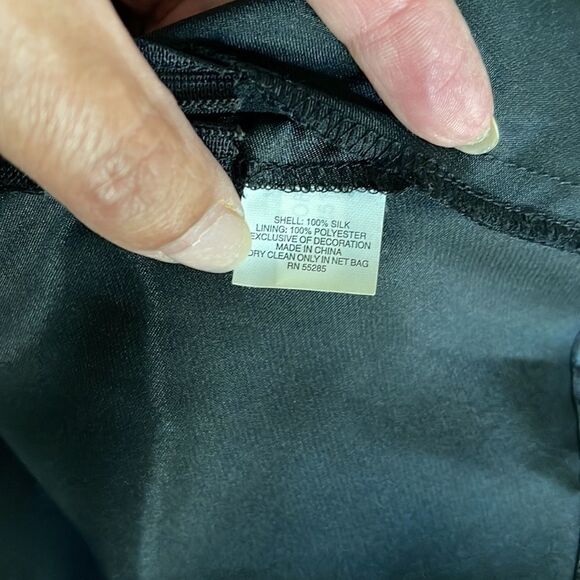 SHELL: 100% SILK
LINING: 100% POLYESTER
EXCLUSIVE OF DECORATION
MADE IN CHINA
DRY CLEAN ONLY IN NET BAG
RN 55285